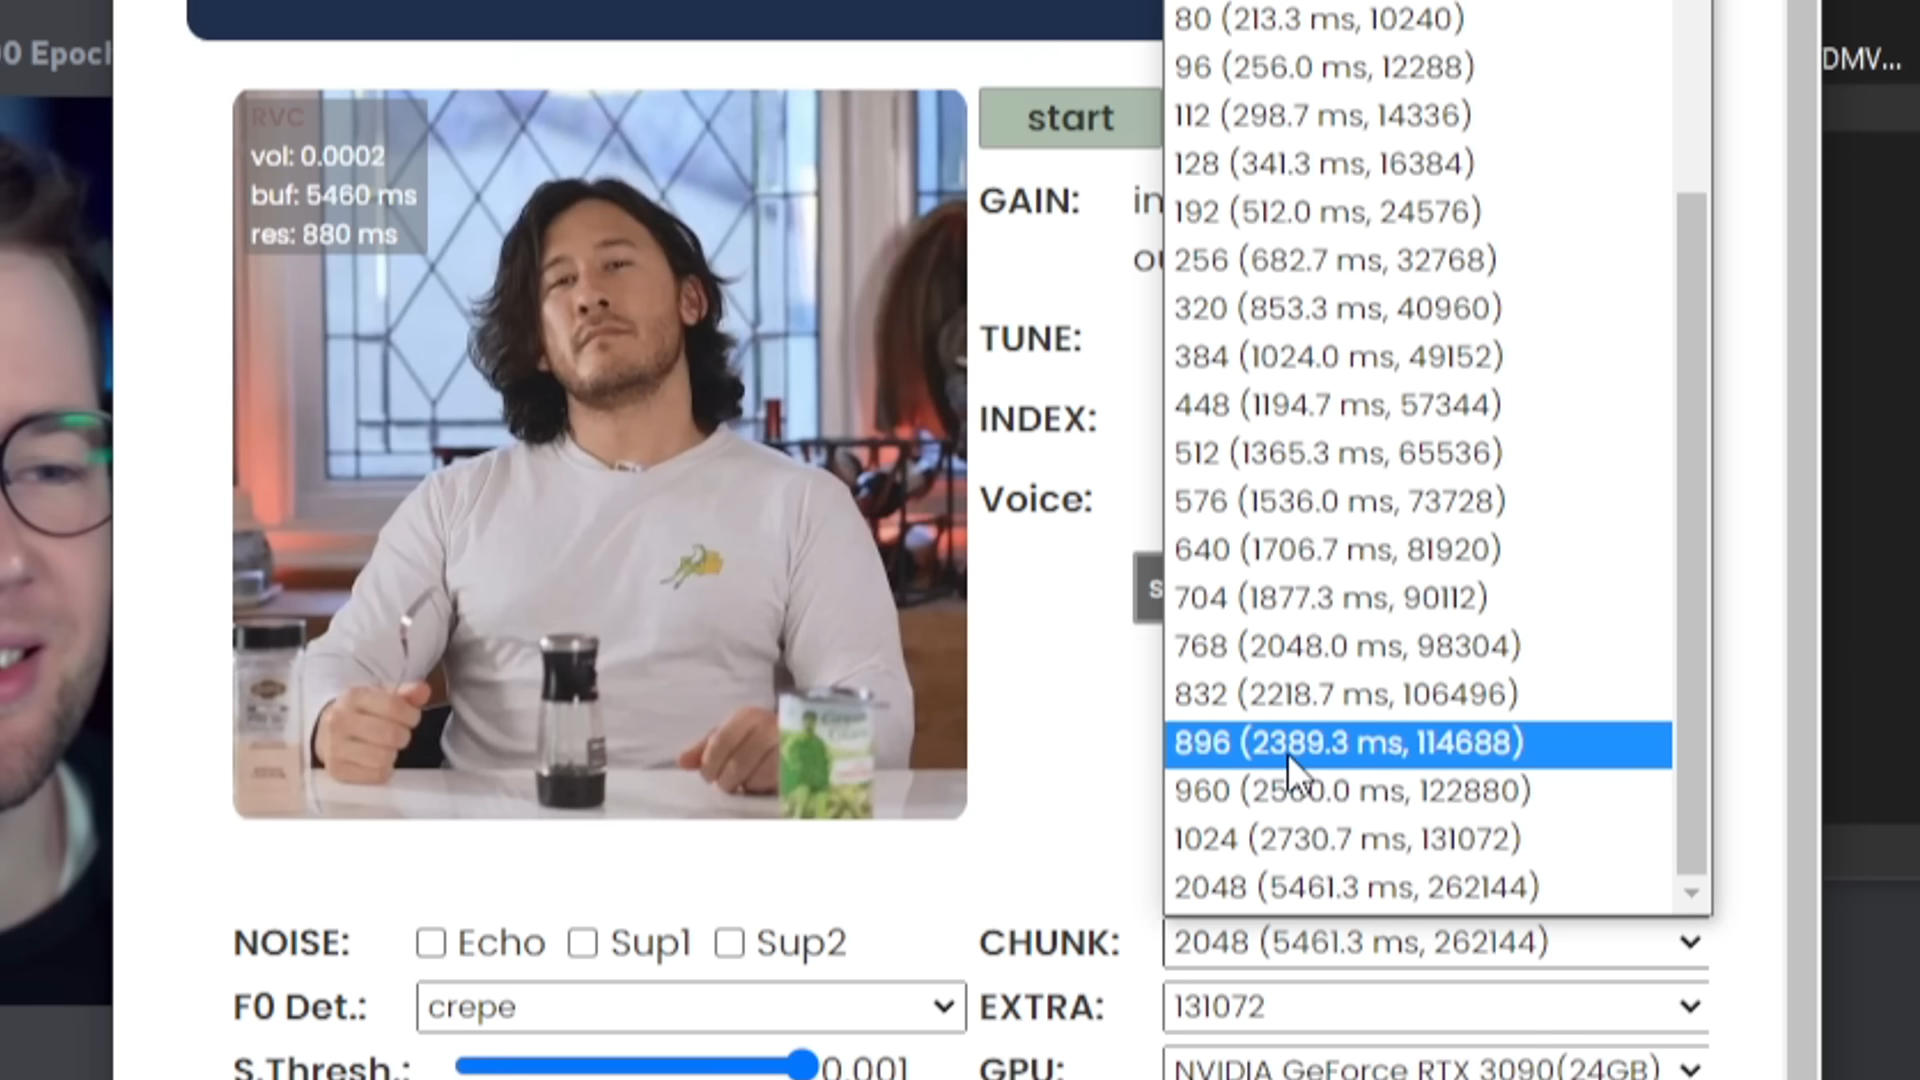 00 Epoch
DMV...
RVC
vol: 0.0002
buf: 5460 ms
res: 880 ms
start
GAIN:
in
TUNE:
INDEX:
Voice:
80 (213.3 ms, 10240)
96 (256.0 ms, 12288)
112 (298.7 ms, 14336)
128 (341.3 ms, 16384)
192 (512.0 ms, 24576)
256 (682.7 ms, 32768)
320 (853.3 ms, 40960)
384 (1024.0 ms, 49152)
448 (1194.7 ms, 57344)
512 (1365.3 ms, 65536)
576 (1536.0 ms, 73728)
640 (1706.7 ms, 81920)
704 (1877.3 ms, 90112)
768 (2048.0 ms, 98304)
832 (2218.7 ms, 106496)
896 (2389.3 ms, 114688)
960 (2560.0 ms, 122880)
1024 (2730.7 ms, 131072)
2048 (5461.3 ms, 262144)
NOISE: Echo Sup1 Sup2
CHUNK: 2048 (5461.3 ms, 262144)
F0 Det.: crepe
EXTRA: 131072
S.Thresh.: 0.001
GPU: NVIDIA GeForce RTX 3090(24GB)